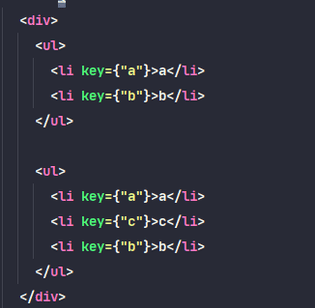 <div>
<ul>
<li key={"a"}>a</li>
<li key={"b"}>b</li>
</ul>
<ul>
<li key={"a"}>a</li>
<li key={"c"}>c</li>
<li key={"b"}>b</li>
</ul>
</div>